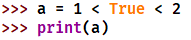 >>> a = 1 < True < 2
>>> print(a)